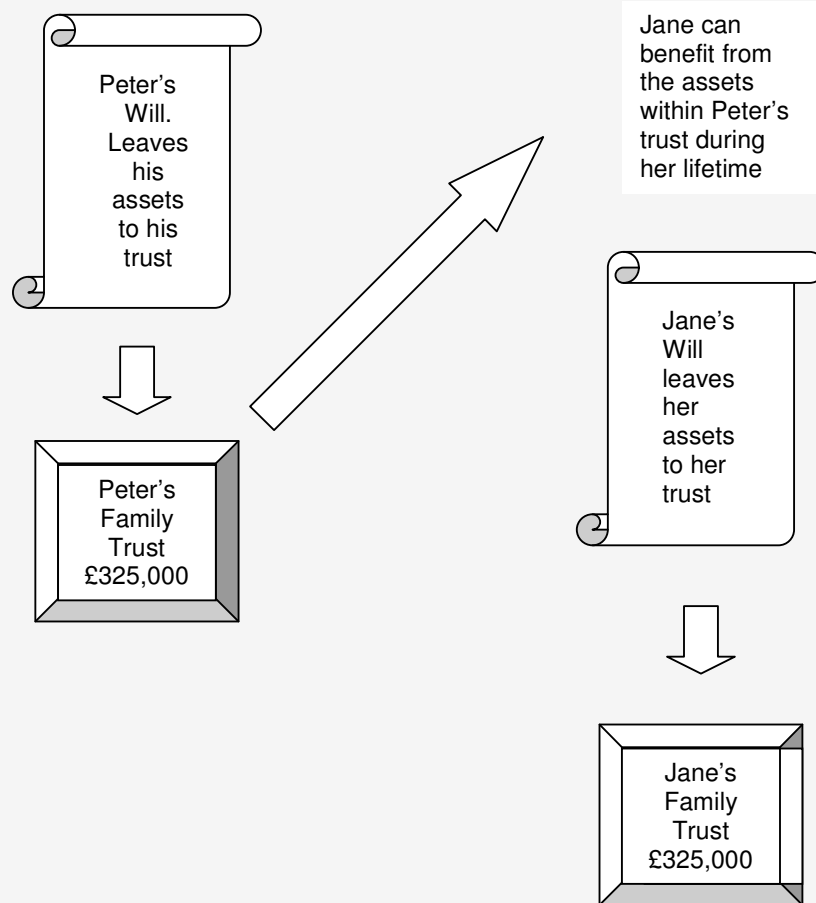 Peter's
Will.
Leaves
his
assets
to his
trust
Jane can
benefit from
the assets
within Peter's
trust during
her lifetime
Jane's
Will
leaves
her
assets
to her
trust
Peter's
Family
Trust
£325,000
Jane's
Family
Trust
£325,000